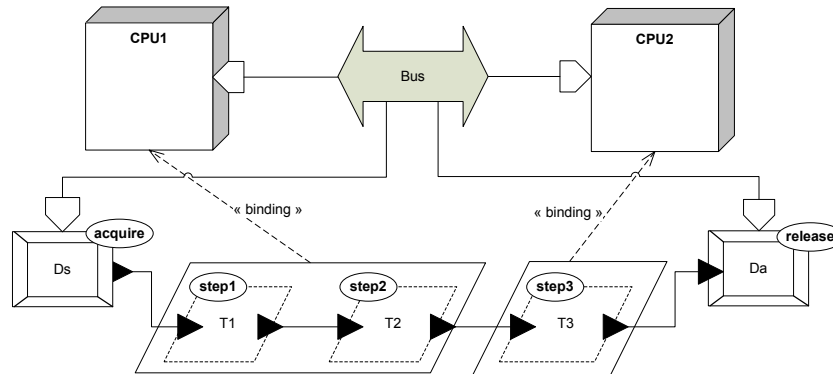 CPU1
CPU2
Bus
« binding »
« binding »
acquire
release
Ds
Da
step1
step2
step3
T1
T2
T3